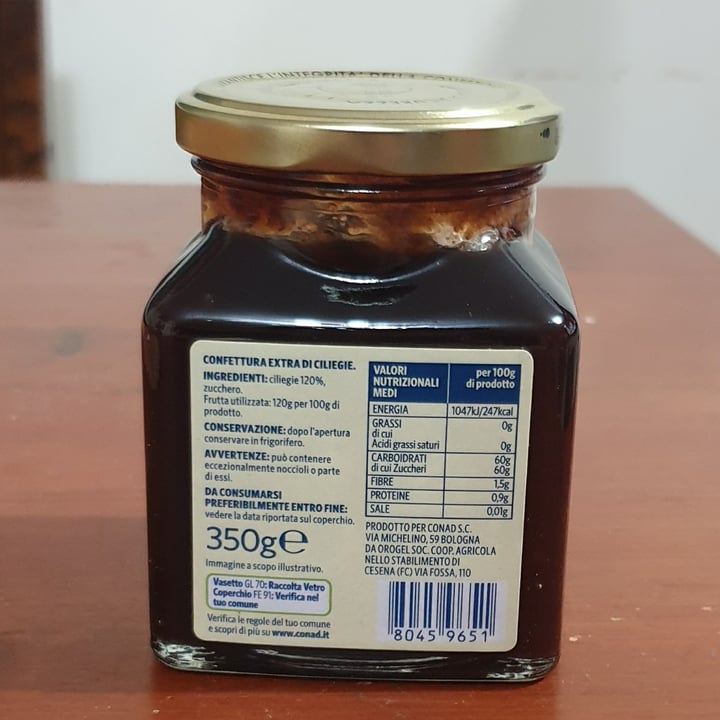 L'INTEGRITA' DELLA
CONFETTURA EXTRA DI CILIEGIE.
INGREDIENTI: ciliegie 120%,
zucchero.
Frutta utilizzata: 120g per 100g di
prodotto.
CONSERVAZIONE: dopo l'apertura
conservare in frigorifero.
AVVERTENZE: può contenere
eccezionalmente noccioli o parte
di essi.
DA CONSUMARSI
PREFERIBILMENTE ENTRO FINE:
vedere la data riportata sul coperchio.
350g℮
Immagine a scopo illustrativo.
Vasetto GL 70: Raccolta Vetro
Coperchio FE 91: Verifica nel
tuo comune
Verifica le regole del tuo comune
e scopri di più su www.conad.it
VALORI NUTRIZIONALI MEDI per 100g di prodotto
ENERGIA 1047kJ/247kcal
GRASSI 0g
di cui
Acidi grassi saturi 0g
CARBOIDRATI 60g
di cui Zuccheri 60g
FIBRE 1,5g
PROTEINE 0,9g
SALE 0,01g
PRODOTTO PER CONAD S.C.
VIA MICHELINO, 59 BOLOGNA
DA OROGEL SOC. COOP. AGRICOLA
NELLO STABILIMENTO DI
CESENA (FC) VIA FOSSA, 110
8045 9651